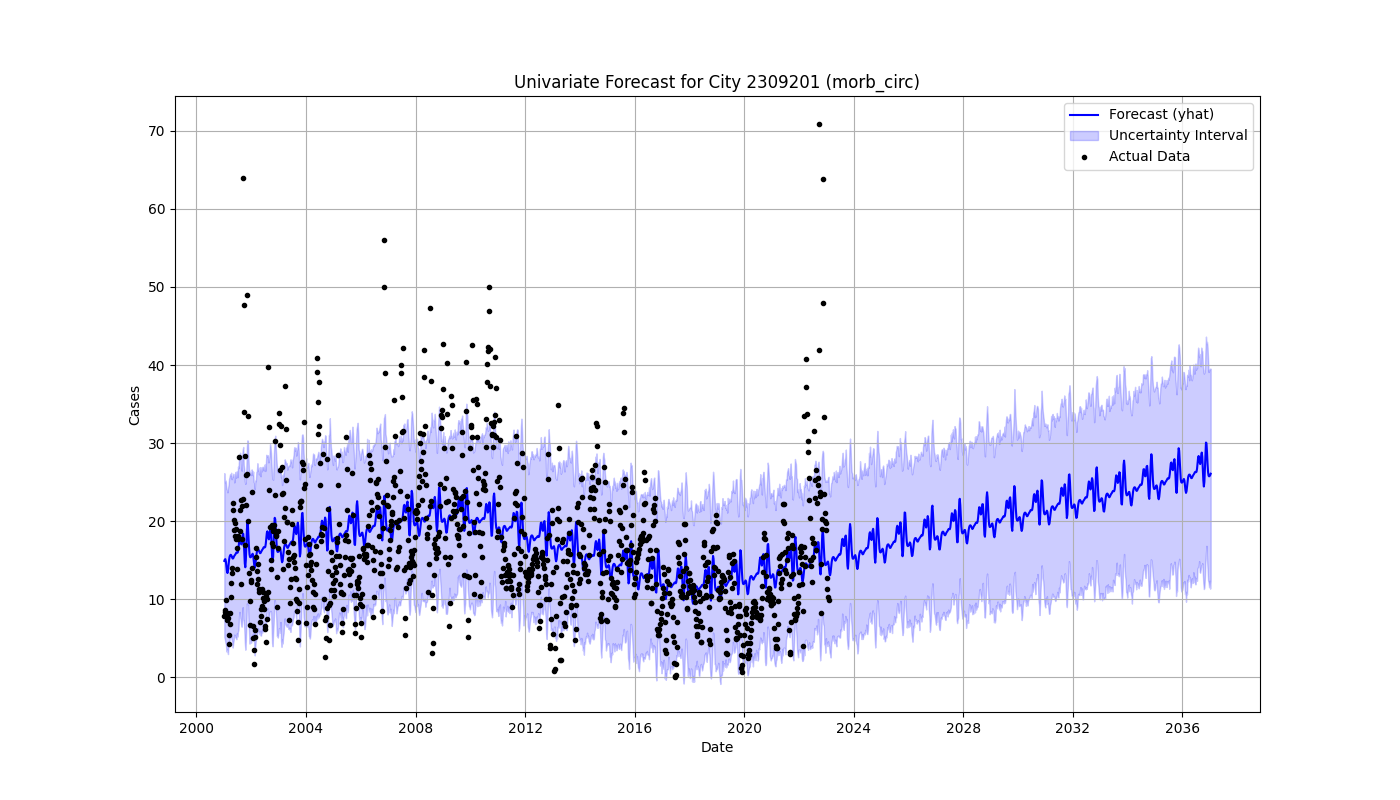 Univariate Forecast for City 2309201 (morb_circ)
Forecast (yhat)
Uncertainty Interval
Actual Data
Cases
70
60
50
40
30
20
10
0
2000 2004 2008 2012 2016 2020 2024 2028 2032 2036
Date